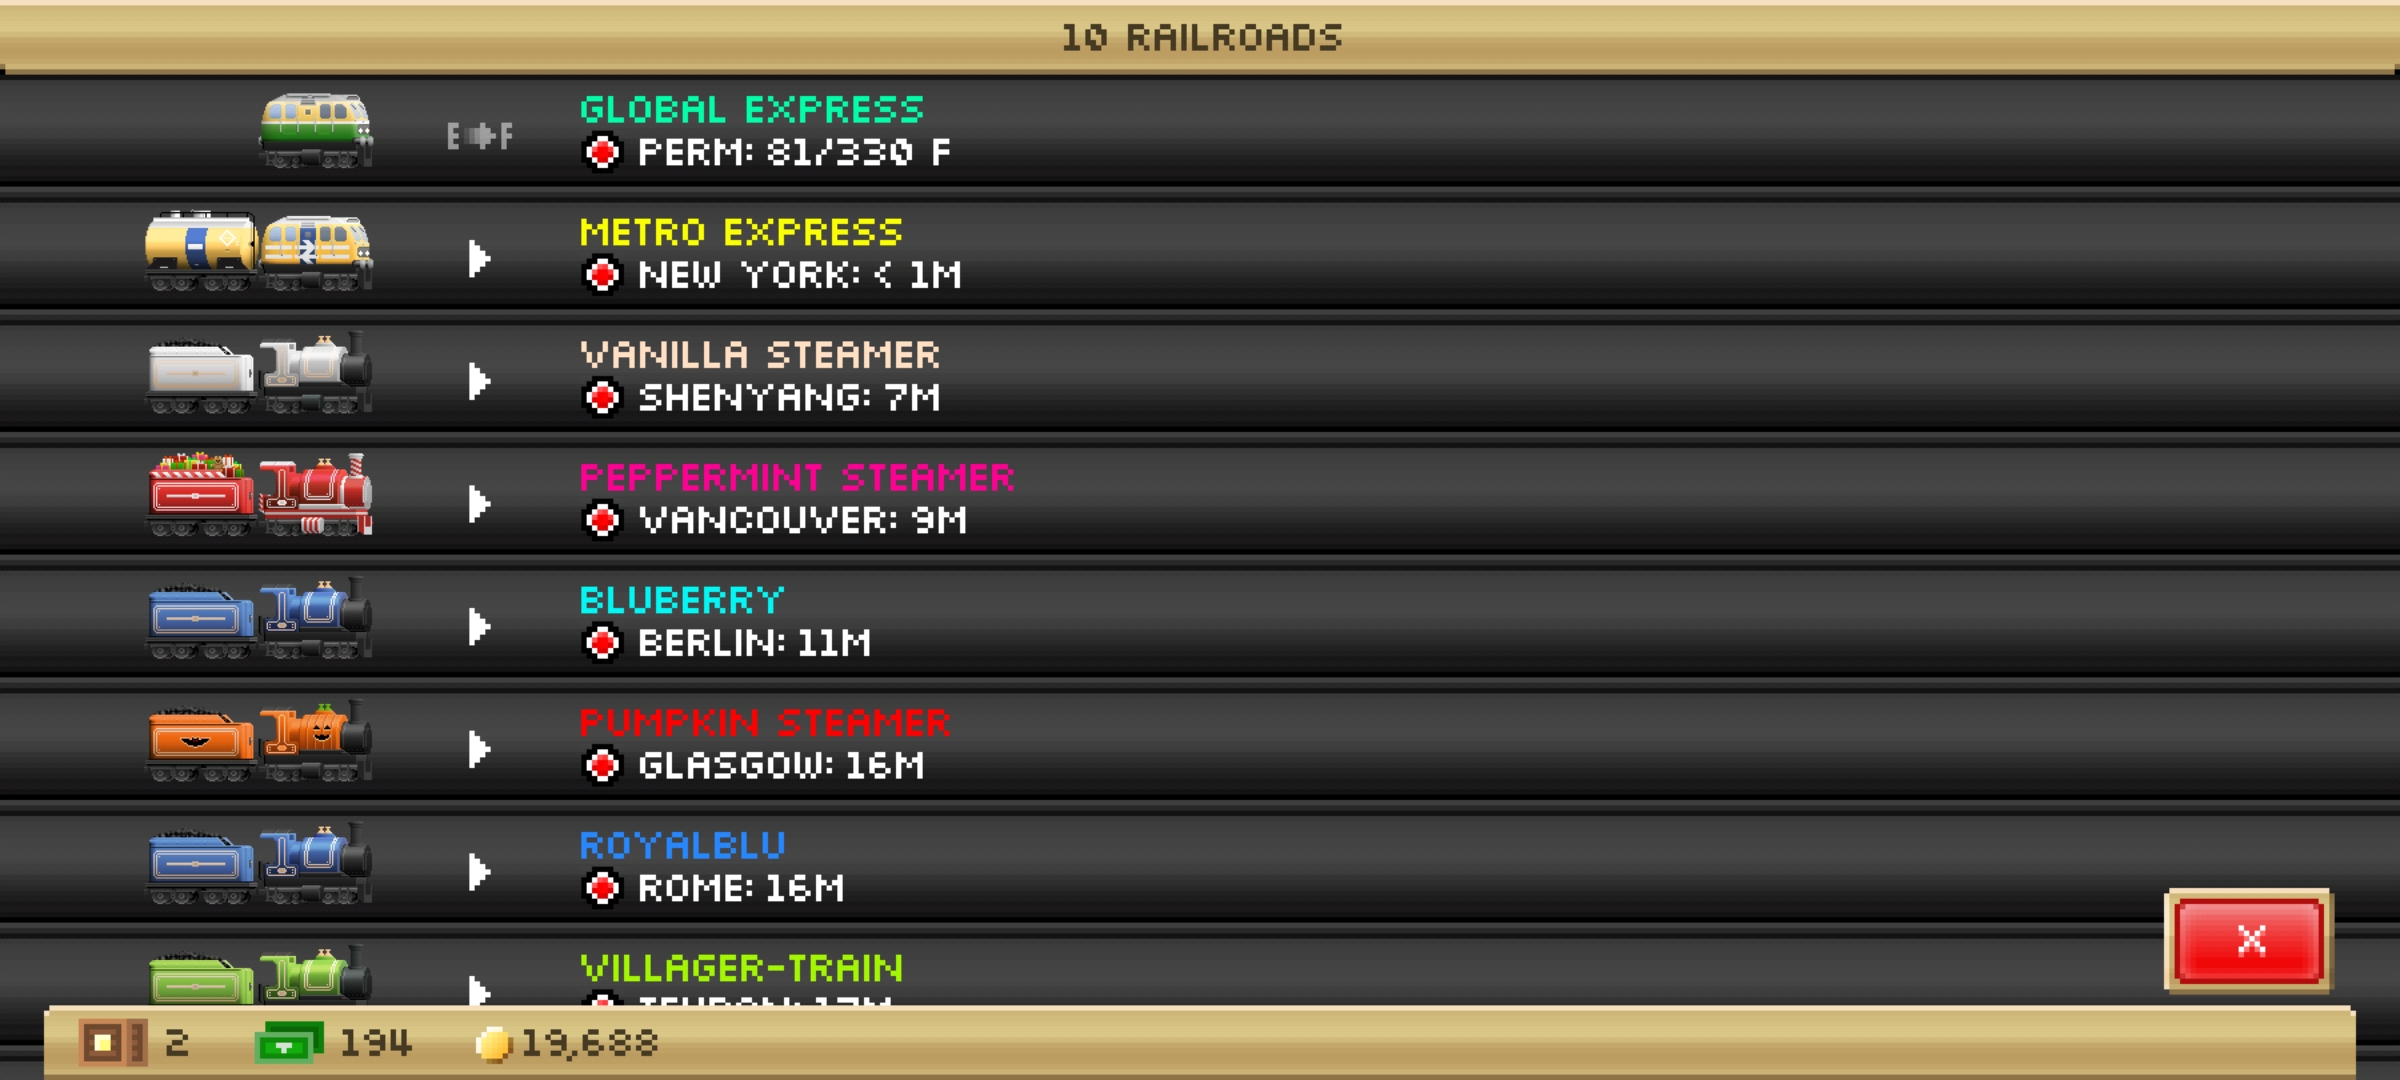 10 RAILROADS
GLOBAL EXPRESS
E F
PERM: 81/330 F
METRO EXPRESS
NEW YORK: < 1M
VANILLA STEAMER
SHENYANG: 7M
PEPPERMINT STEAMER
VANCOUVER: 9M
BLUBERRY
BERLIN: 11M
PUMPKIN STEAMER
GLASGOW: 16M
ROYALBLU
ROME: 16M
VILLAGER-TRAIN
X
2 194 19,688